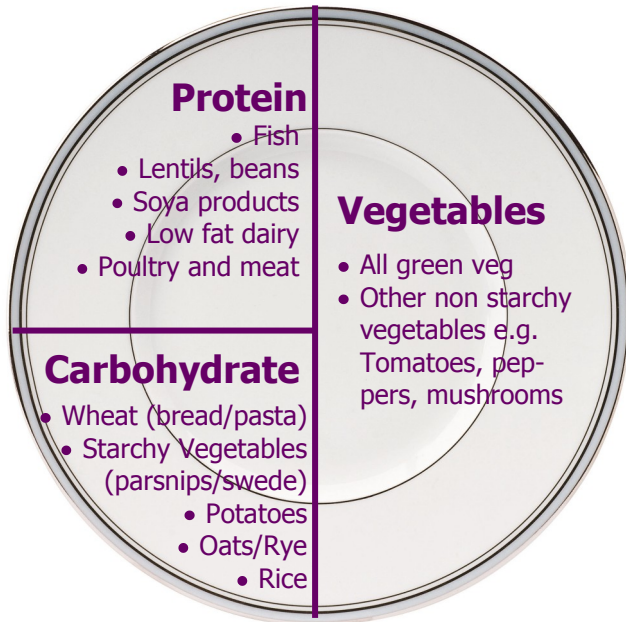 Protein
• Fish
• Lentils, beans
• Soya products
• Low fat dairy
• Poultry and meat
Carbohydrate
• Wheat (bread/pasta)
• Starchy Vegetables
(parsnips/swede)
• Potatoes
• Oats/Rye
• Rice
Vegetables
• All green veg
• Other non starchy
vegetables e.g.
Tomatoes, pep-
pers, mushrooms